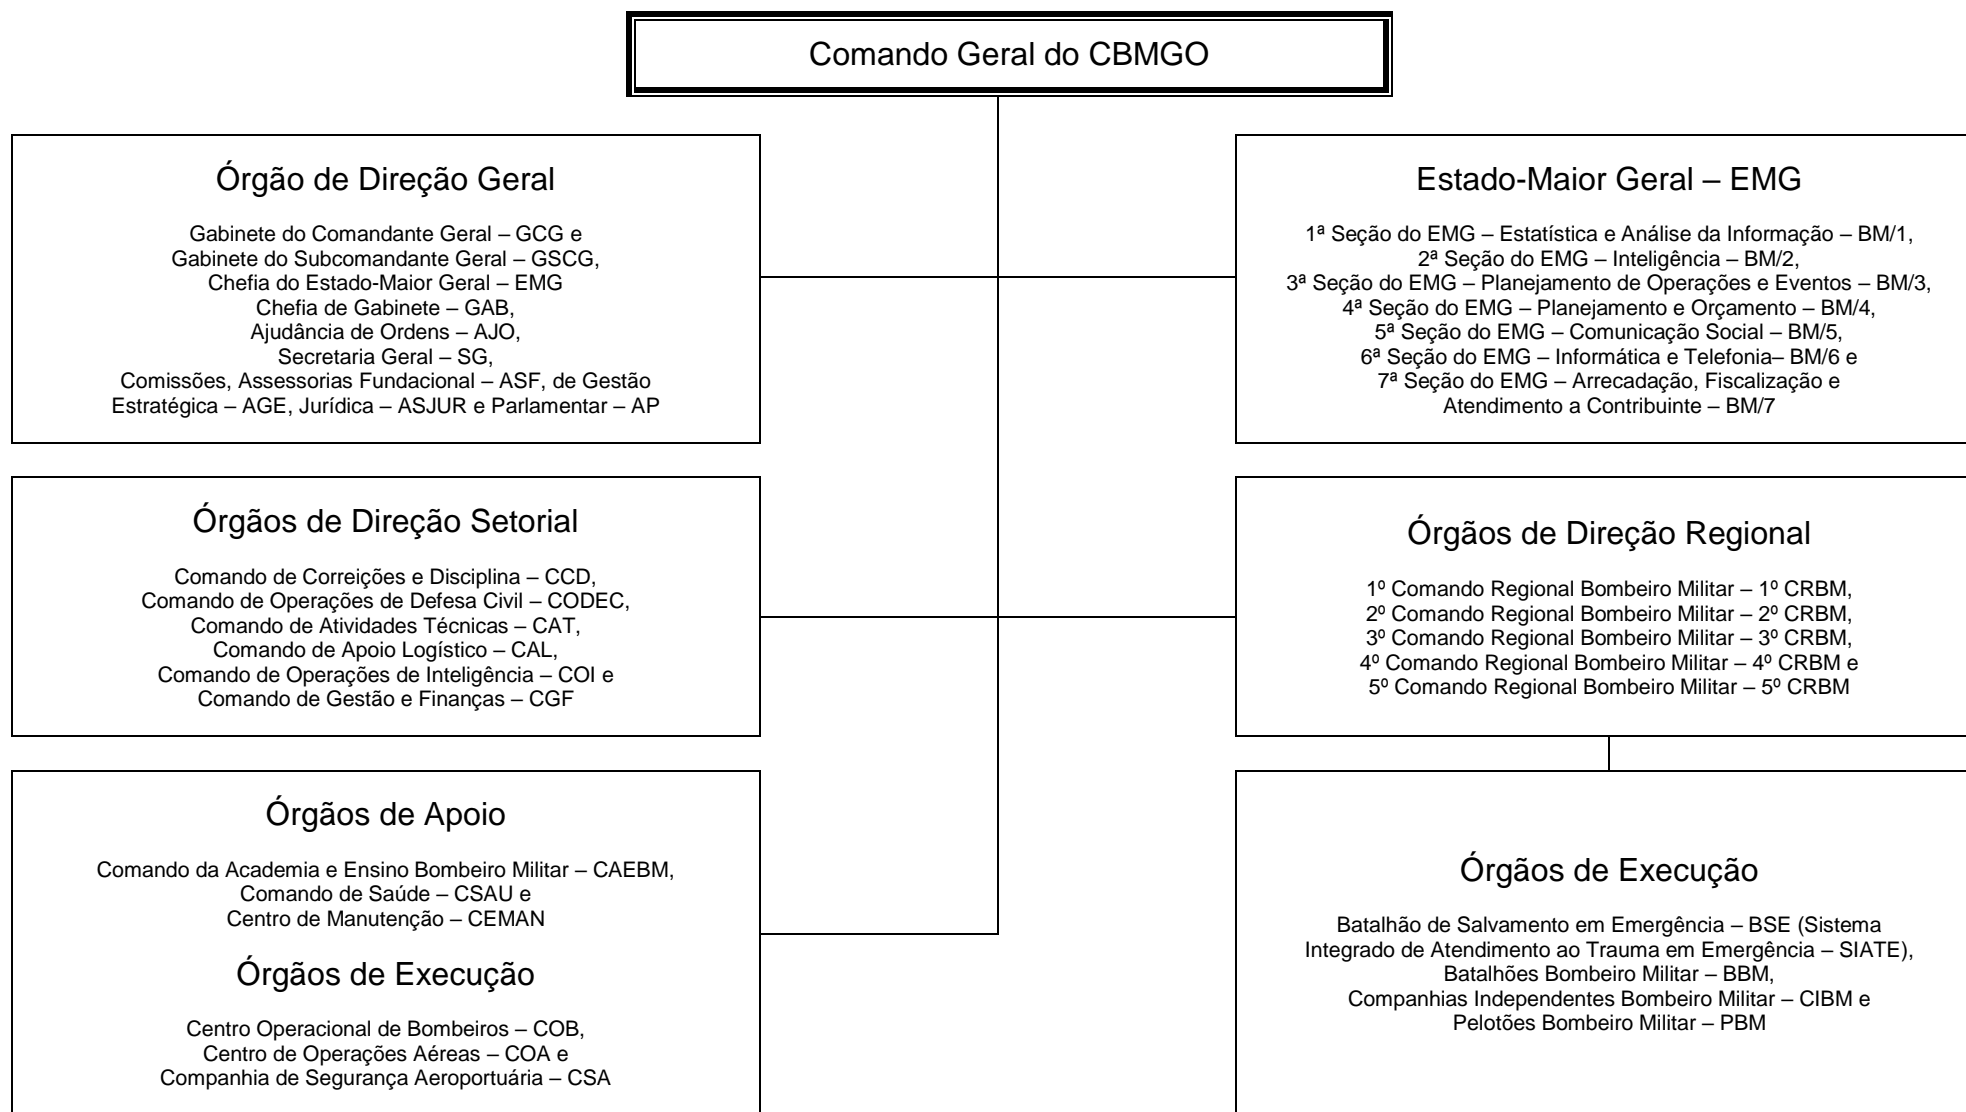 Comando Geral do CBMGO
Órgão de Direção Geral
Gabinete do Comandante Geral – GCG e
Gabinete do Subcomandante Geral – GSCG,
Chefia do Estado-Maior Geral – EMG
Chefia de Gabinete – GAB,
Ajudância de Ordens – AJO,
Secretaria Geral – SG,
Comissões, Assessorias Fundacional – ASF, de Gestão
Estratégica – AGE, Jurídica – ASJUR e Parlamentar – AP
Estado-Maior Geral – EMG
1ª Seção do EMG – Estatística e Análise da Informação – BM/1,
2ª Seção do EMG – Inteligência – BM/2,
3ª Seção do EMG – Planejamento de Operações e Eventos – BM/3,
4ª Seção do EMG – Planejamento e Orçamento – BM/4,
5ª Seção do EMG – Comunicação Social – BM/5,
6ª Seção do EMG – Informática e Telefonia– BM/6 e
7ª Seção do EMG – Arrecadação, Fiscalização e
Atendimento a Contribuinte – BM/7
Órgãos de Direção Setorial
Comando de Correições e Disciplina – CCD,
Comando de Operações de Defesa Civil – CODEC,
Comando de Atividades Técnicas – CAT,
Comando de Apoio Logístico – CAL,
Comando de Operações de Inteligência – COI e
Comando de Gestão e Finanças – CGF
Órgãos de Direção Regional
1º Comando Regional Bombeiro Militar – 1º CRBM,
2º Comando Regional Bombeiro Militar – 2º CRBM,
3º Comando Regional Bombeiro Militar – 3º CRBM,
4º Comando Regional Bombeiro Militar – 4º CRBM e
5º Comando Regional Bombeiro Militar – 5º CRBM
Órgãos de Apoio
Comando da Academia e Ensino Bombeiro Militar – CAEBM,
Comando de Saúde – CSAU e
Centro de Manutenção – CEMAN
Órgãos de Execução
Centro Operacional de Bombeiros – COB,
Centro de Operações Aéreas – COA e
Companhia de Segurança Aeroportuária – CSA
Órgãos de Execução
Batalhão de Salvamento em Emergência – BSE (Sistema
Integrado de Atendimento ao Trauma em Emergência – SIATE),
Batalhões Bombeiro Militar – BBM,
Companhias Independentes Bombeiro Militar – CIBM e
Pelotões Bombeiro Militar – PBM